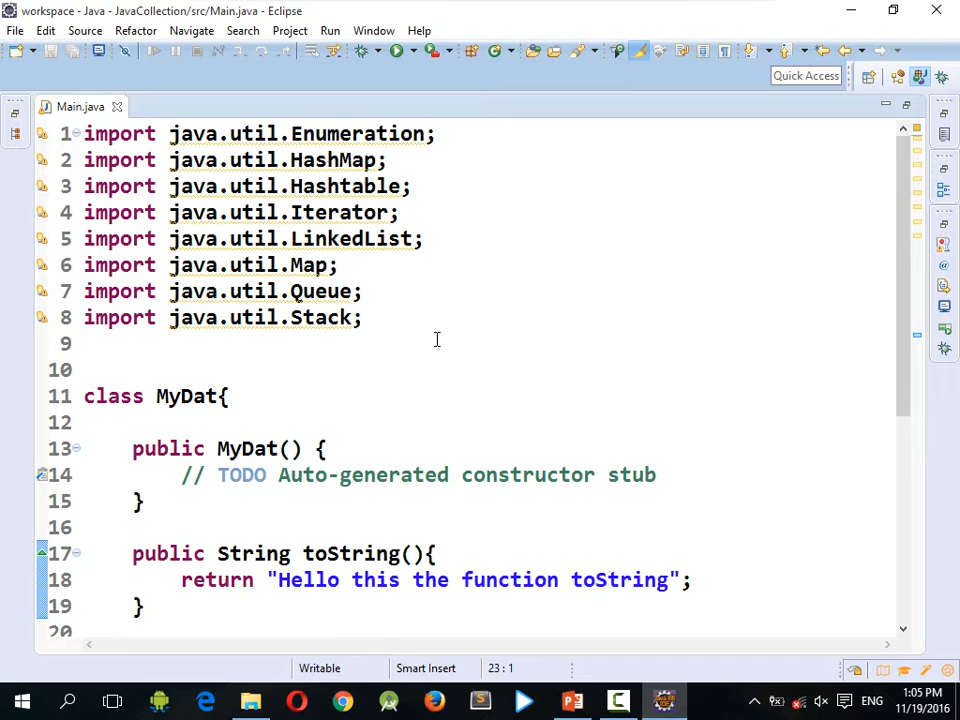 workspace - Java - JavaCollection/src/Main.java - Eclipse
File Edit Source Refactor Navigate Search Project Run Window Help
Quick Access
Main.java
1 import java.util.Enumeration;
2 import java.util.HashMap;
3 import java.util.Hashtable;
4 import java.util.Iterator;
5 import java.util.LinkedList;
6 import java.util.Map;
7 import java.util.Queue;
8 import java.util.Stack;
9
10
11 class MyDat{
12
13 public MyDat() {
14 // TODO Auto-generated constructor stub
15 }
16
17 public String toString(){
18 return "Hello this the function toString";
19 }
20
Writable Smart Insert 23 : 1
ENG 1:05 PM
11/19/2016